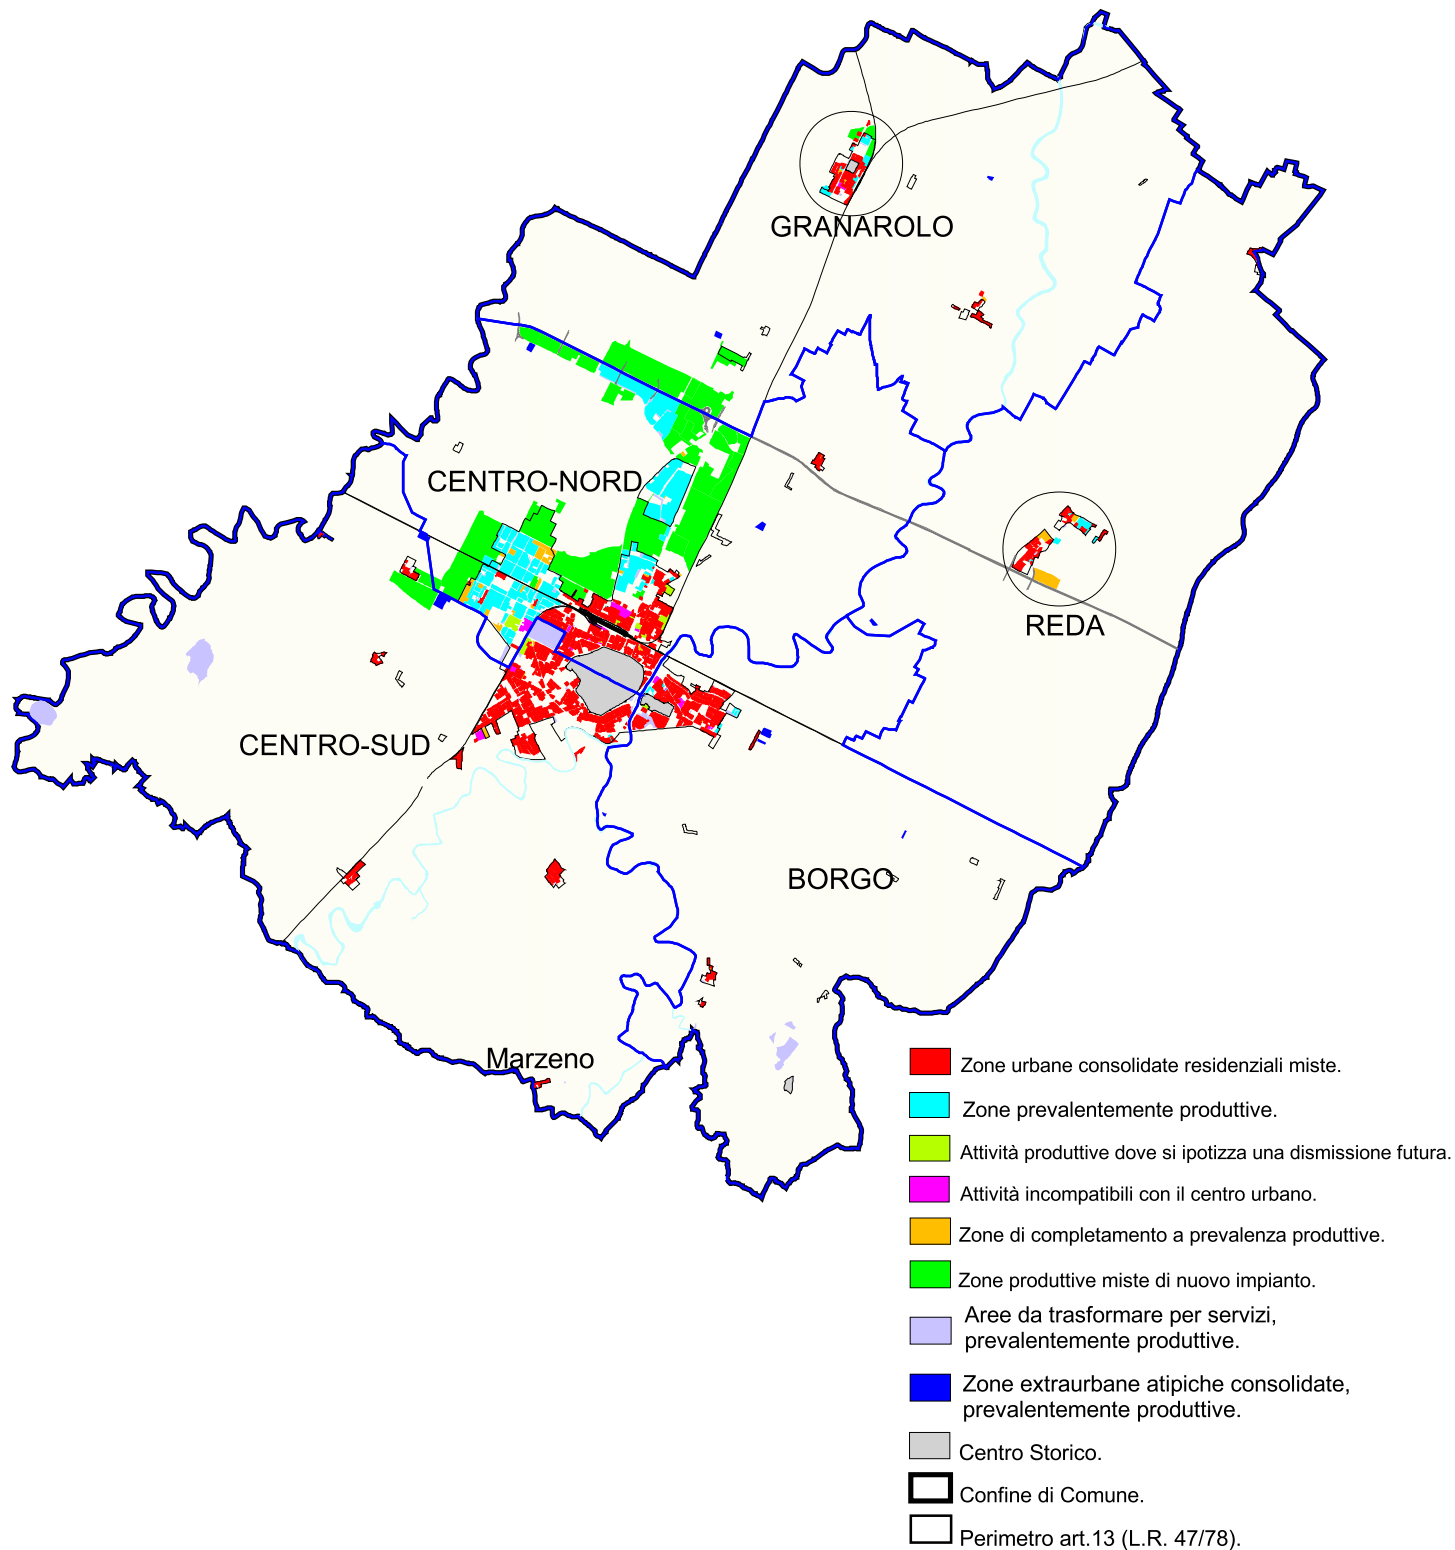 GRANAROLO
CENTRO-NORD
REDA
CENTRO-SUD
BORGO
Marzeno
Zone urbane consolidate residenziali miste.
Zone prevalentemente produttive.
Attività produttive dove si ipotizza una dismissione futura.
Attività incompatibili con il centro urbano.
Zone di completamento a prevalenza produttive.
Zone produttive miste di nuovo impianto.
Aree da trasformare per servizi,
prevalentemente produttive.
Zone extraurbane atipiche consolidate,
prevalentemente produttive.
Centro Storico.
Confine di Comune.
Perimetro art.13 (L.R. 47/78).